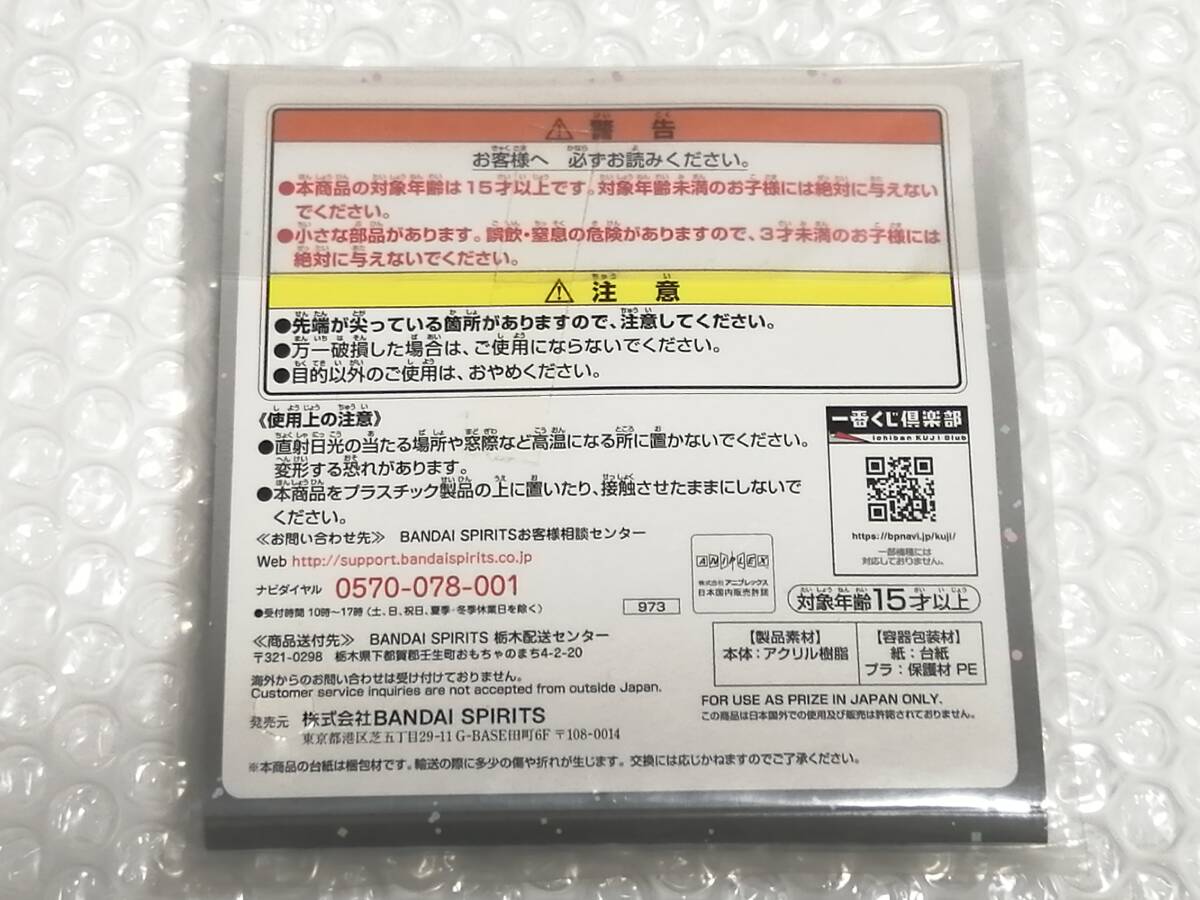 ⚠ 警告
お客様へ 必ずお読みください。
●本商品の対象年齢は15才以上です。対象年齢未満のお子様には絶対に与えない
でください。
●小さな部品があります。誤飲・窒息の危険がありますので、3才未満のお子様には
絶対に与えないでください。
⚠ 注意
●先端が尖っている箇所がありますので、注意してください。
●万一破損した場合は、ご使用にならないでください。
●目的以外のご使用は、おやめください。
《使用上の注意》
●直射日光の当たる場所や窓際など高温になる所に置かないでください。
変形する恐れがあります。
●本商品をプラスチック製品の上に置いたり、接触させたままにしないで
ください。
≪お問い合わせ先≫ BANDAI SPIRITSお客様相談センター
Web http://support.bandaispirits.co.jp
ナビダイヤル 0570-078-001
●受付時間 10時～17時(土、日、祝日、夏季・冬季休業日を除く)
973
≪商品送付先≫ BANDAI SPIRITS 栃木配送センター
〒321-0298 栃木県下都賀郡壬生町おもちゃのまち4-2-20
海外からのお問い合わせは受け付けておりません。
Customer service inquiries are not accepted from outside Japan.
発売元 株式会社BANDAI SPIRITS
東京都港区芝五丁目29-11 G-BASE田町6F 〒108-0014
※本商品の台紙は梱包材です。輸送の際に多少の傷や折れが生じます。交換には応じかねますのでご了承ください。
一番くじ倶楽部
Ichiban KUJI Club
https://bpnavi.jp/kuji/
一部機種には
対応しておりません。
ANIPLEX
株式会社アニプレックス
日本国内販売許諾
対象年齢15才以上
【製品素材】
本体:アクリル樹脂
【容器包装材】
紙:台紙
プラ:保護材 PE
FOR USE AS PRIZE IN JAPAN ONLY.
この商品は日本国外での使用及び販売は許諾されておりません。